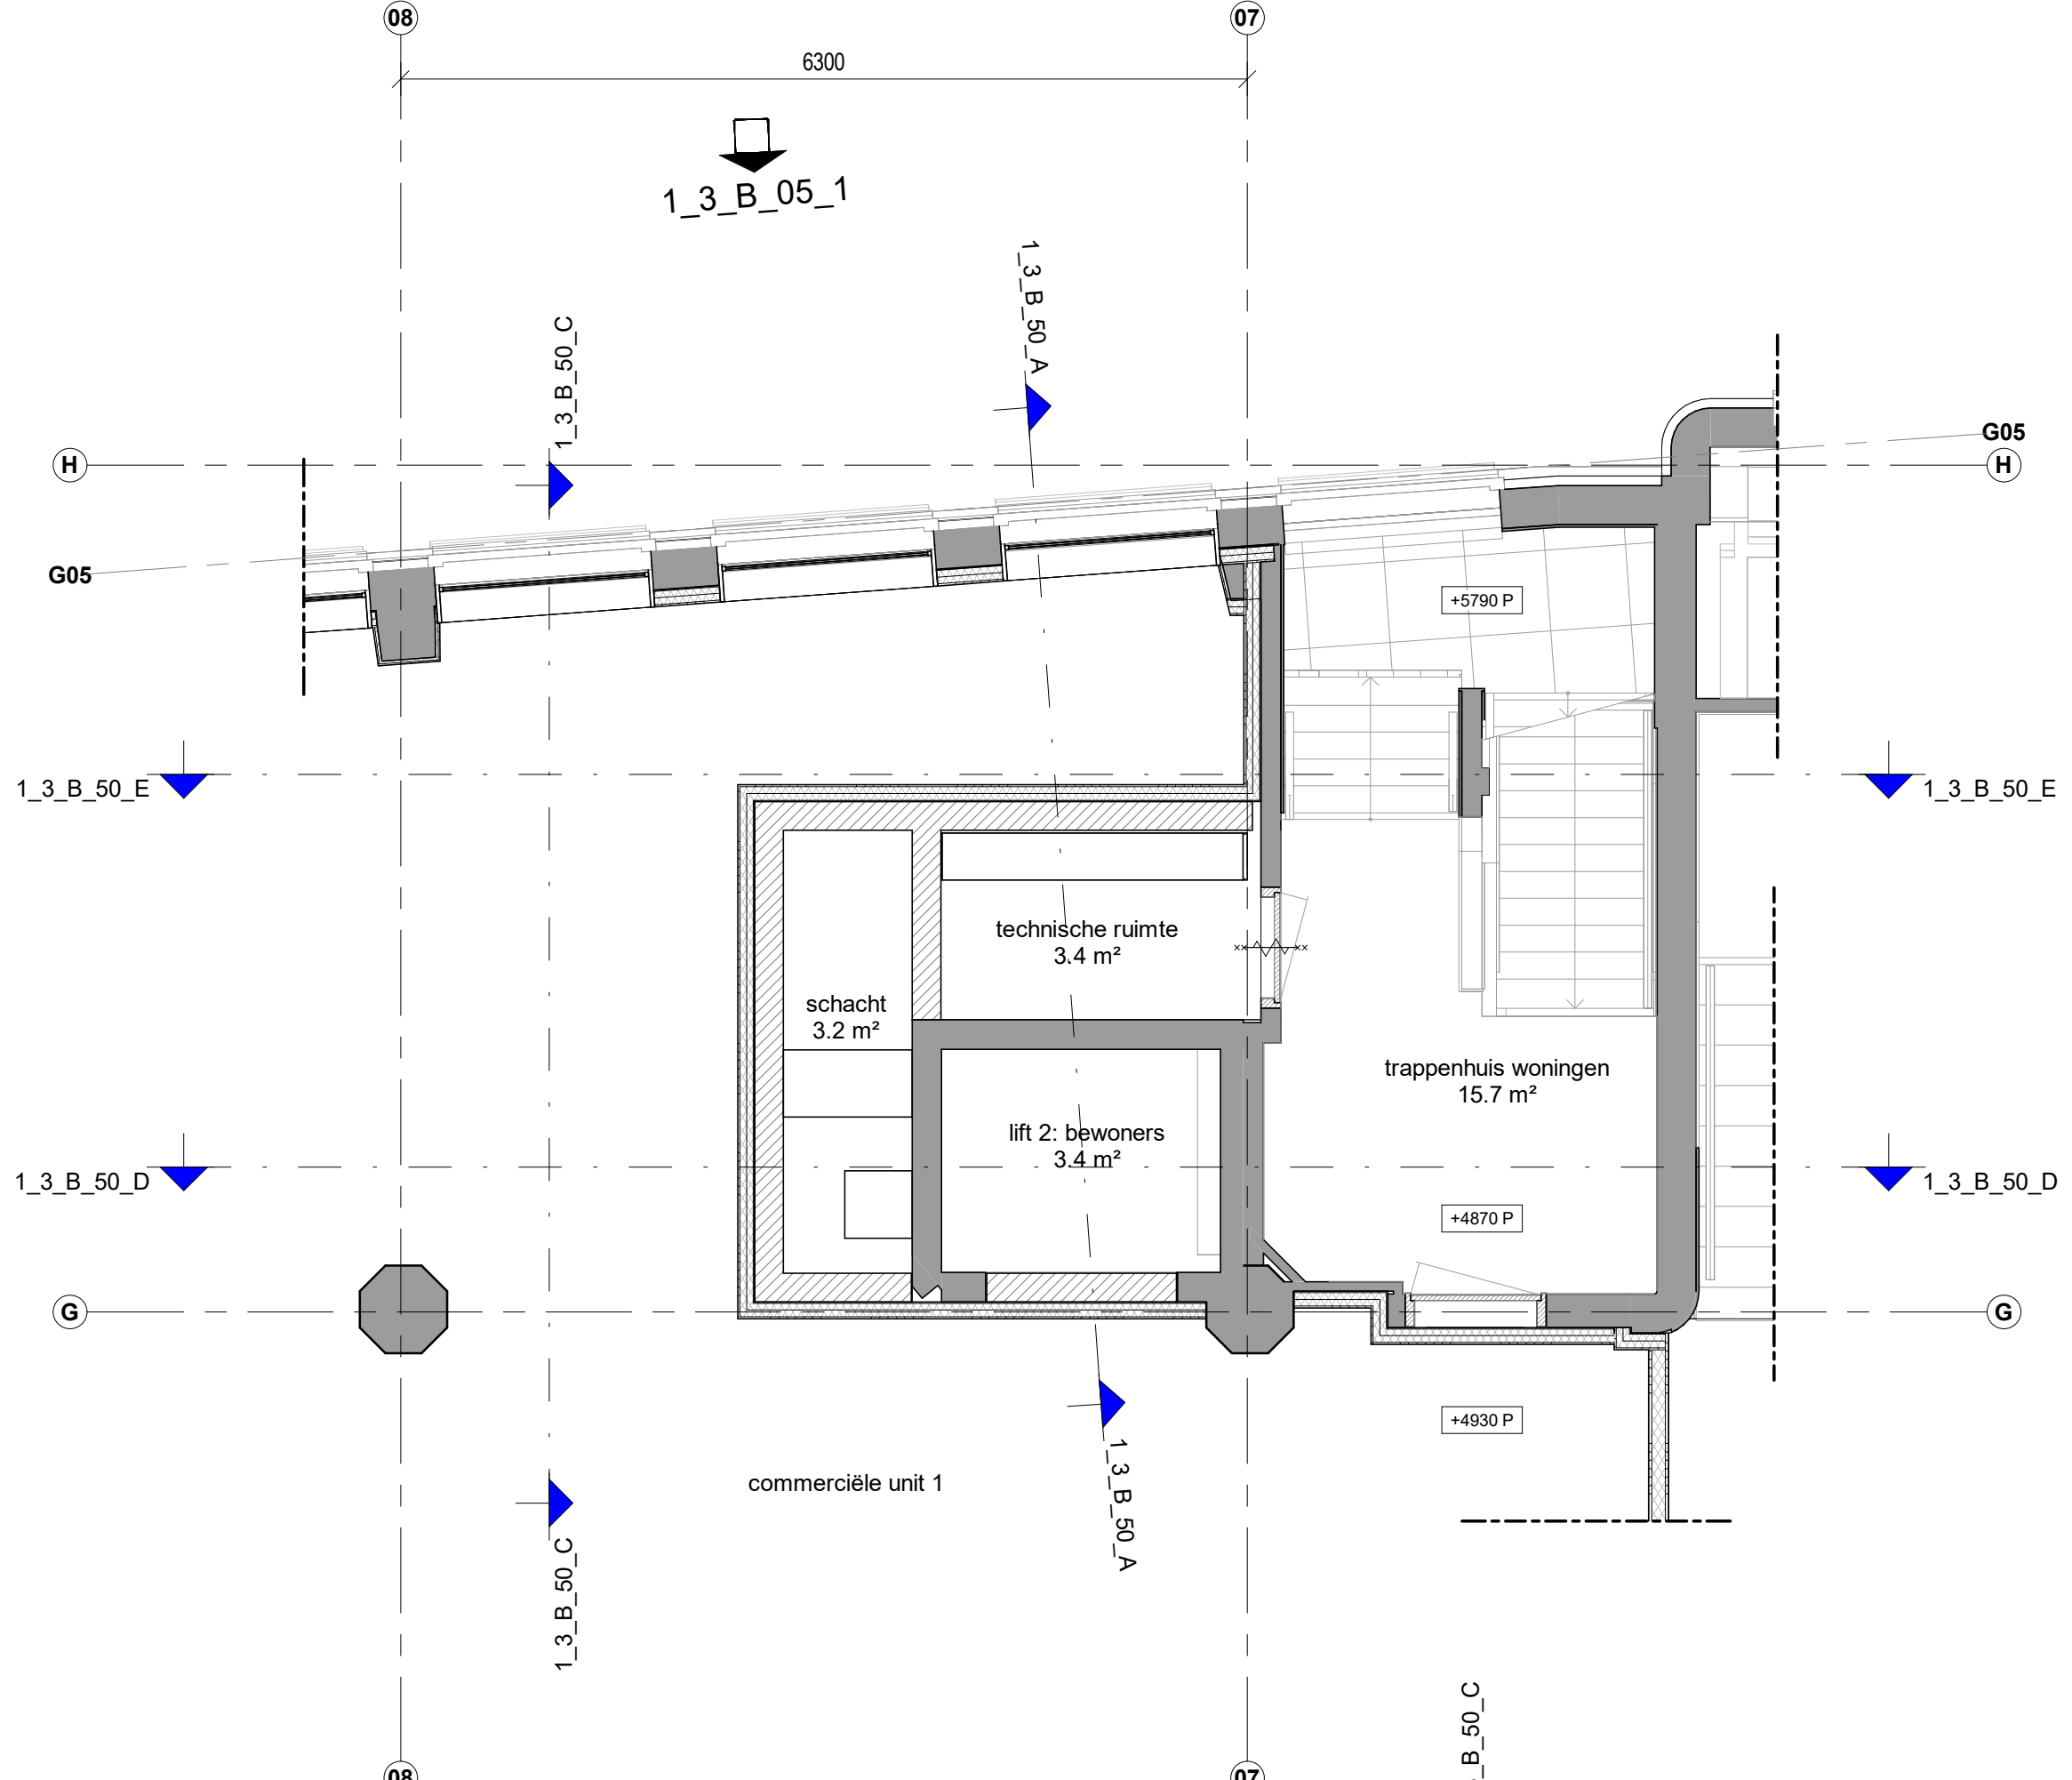 08
07
6300
1_3_B_05_1
1_3_B_50_A
1_3_B_50_C
G05
H
H
G05
+5790 P
1_3_B_50_E
1_3_B_50_E
technische ruimte
3.4 m²
schacht
3.2 m²
trappenhuis woningen
15.7 m²
lift 2: bewoners
3.4 m²
1_3_B_50_D
1_3_B_50_D
+4870 P
G
G
+4930 P
commerciële unit 1
1_3_B_50_A
1_3_B_50_C
B_50_C
08
07